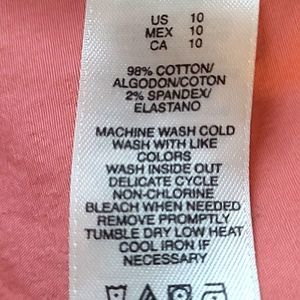 US 10
MEX 10
CA 10
98% COTTON/
ALGODON/COTON
2% SPANDEX/
ELASTANO
MACHINE WASH COLD
WASH WITH LIKE
COLORS
WASH INSIDE OUT
DELICATE CYCLE
NON-CHLORINE
BLEACH WHEN NEEDED
REMOVE PROMPTLY
TUMBLE DRY LOW HEAT
COOL IRON IF
NECESSARY